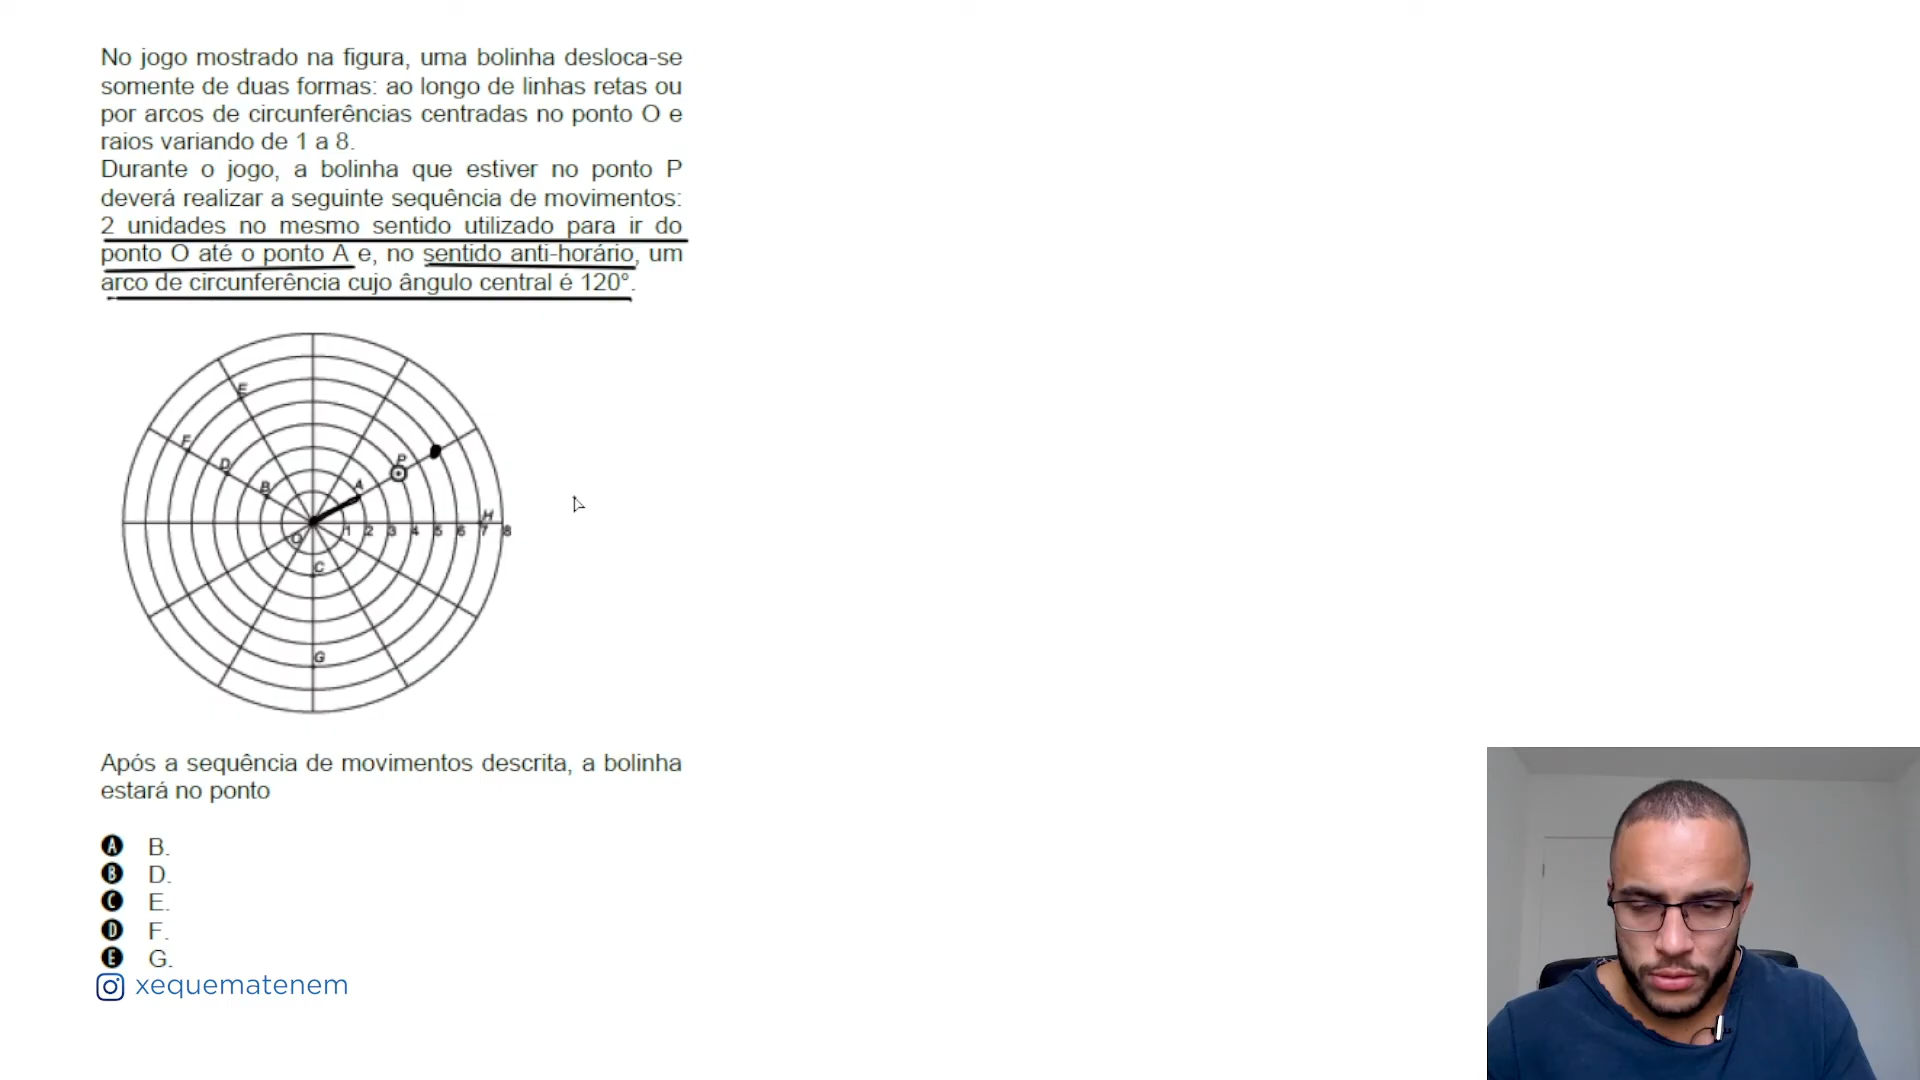 No jogo mostrado na figura, uma bolinha desloca-se
somente de duas formas: ao longo de linhas retas ou
por arcos de circunferências centradas no ponto O e
raios variando de 1 a 8.
Durante o jogo, a bolinha que estiver no ponto P
deverá realizar a seguinte sequência de movimentos:
2 unidades no mesmo sentido utilizado para ir do
ponto O até o ponto A e, no sentido anti-horário, um
arco de circunferência cujo ângulo central é 120°.
E
F
D
P
B
A
H
O 1 2 3 4 5 6 7 8
C
G
Após a sequência de movimentos descrita, a bolinha
estará no ponto
A B.
B D.
C E.
D F.
E G.
xequematenem